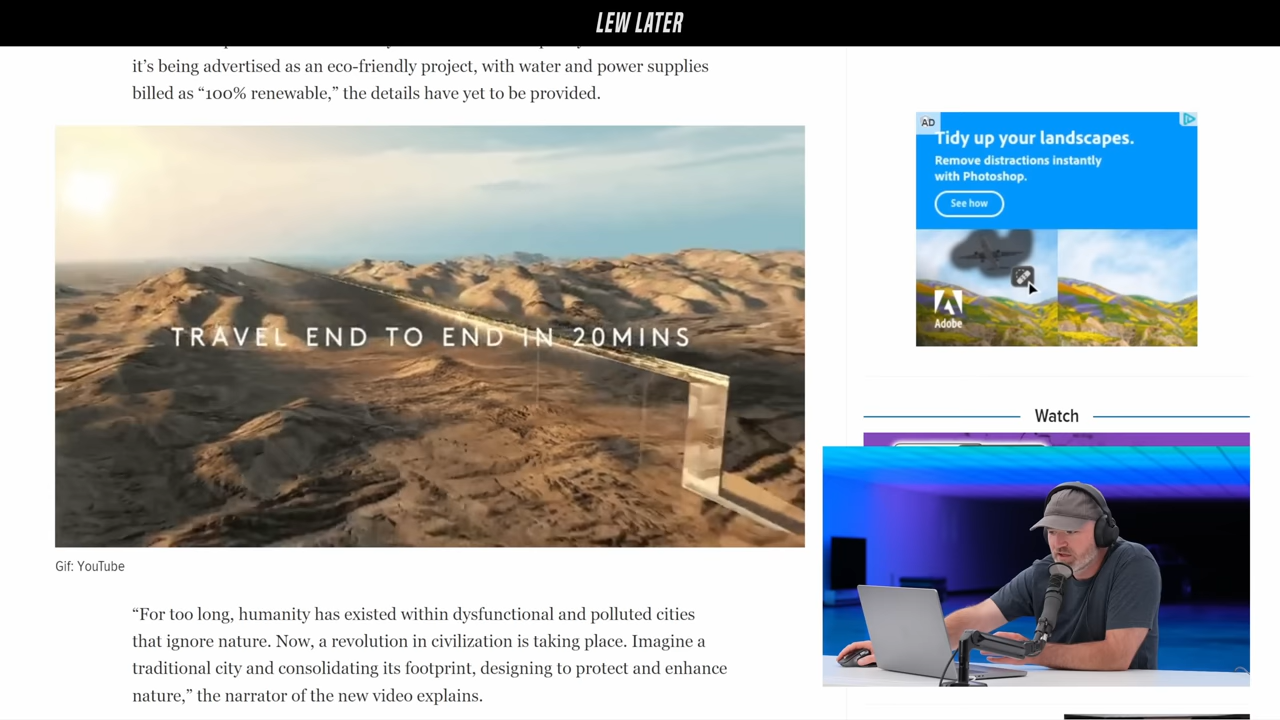 LEW LATER
it’s being advertised as an eco-friendly project, with water and power supplies
billed as “100% renewable,” the details have yet to be provided.
TRAVEL END TO END IN 20MINS
Gif: YouTube
“For too long, humanity has existed within dysfunctional and polluted cities
that ignore nature. Now, a revolution in civilization is taking place. Imagine a
traditional city and consolidating its footprint, designing to protect and enhance
nature,” the narrator of the new video explains.
AD
Tidy up your landscapes.
Remove distractions instantly
with Photoshop.
See how
Adobe
Watch